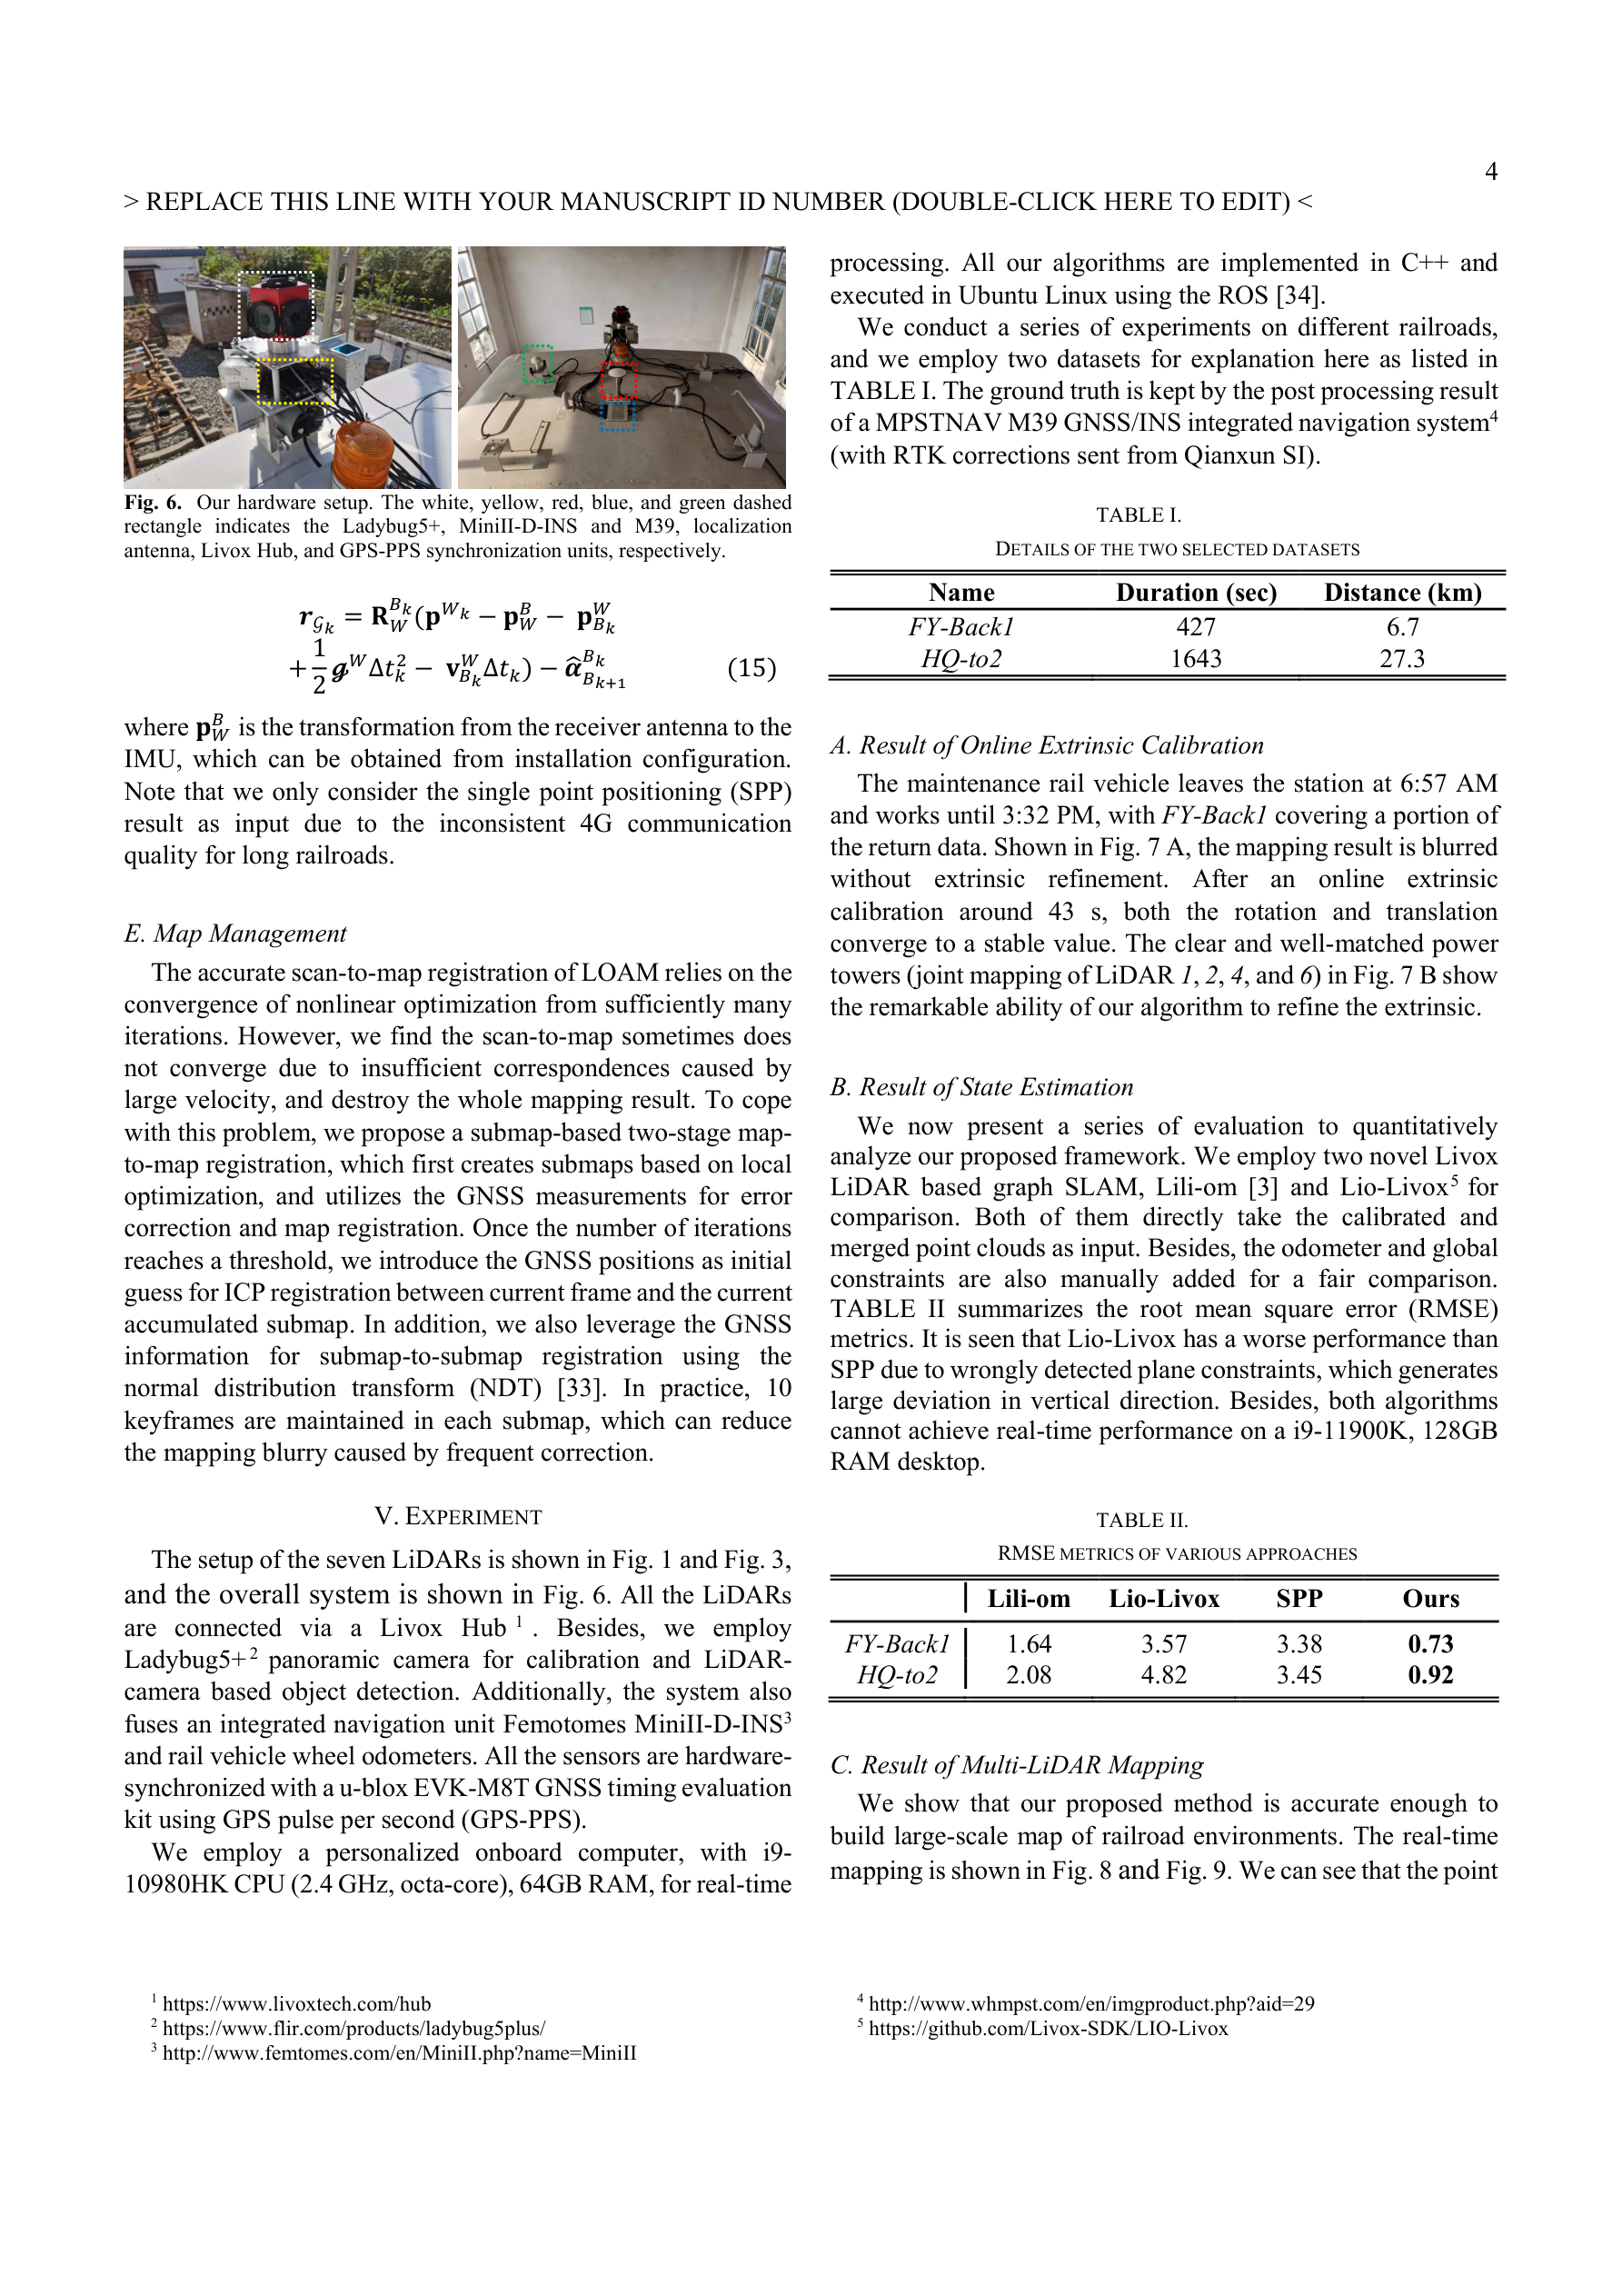 4
> REPLACE THIS LINE WITH YOUR MANUSCRIPT ID NUMBER (DOUBLE-CLICK HERE TO EDIT) <
Fig. 6. Our hardware setup. The white, yellow, red, blue, and green dashed
rectangle indicates the Ladybug5+, MiniII-D-INS and M39, localization
antenna, Livox Hub, and GPS-PPS synchronization units, respectively.
𝒓_{𝒢_k} = 𝐑_W^{B_k}(𝐩^{W_k} − 𝐩_W^B − 𝐩_{B_k}^W
+ 1/2 𝓰^W Δt_k^2 − 𝐯_{B_k}^W Δt_k) − 𝛂̂_{B_{k+1}}^{B_k} (15)
where 𝐩_W^B is the transformation from the receiver antenna to the
IMU, which can be obtained from installation configuration.
Note that we only consider the single point positioning (SPP)
result as input due to the inconsistent 4G communication
quality for long railroads.
E. Map Management
The accurate scan-to-map registration of LOAM relies on the
convergence of nonlinear optimization from sufficiently many
iterations. However, we find the scan-to-map sometimes does
not converge due to insufficient correspondences caused by
large velocity, and destroy the whole mapping result. To cope
with this problem, we propose a submap-based two-stage map-
to-map registration, which first creates submaps based on local
optimization, and utilizes the GNSS measurements for error
correction and map registration. Once the number of iterations
reaches a threshold, we introduce the GNSS positions as initial
guess for ICP registration between current frame and the current
accumulated submap. In addition, we also leverage the GNSS
information for submap-to-submap registration using the
normal distribution transform (NDT) [33]. In practice, 10
keyframes are maintained in each submap, which can reduce
the mapping blurry caused by frequent correction.
V. EXPERIMENT
The setup of the seven LiDARs is shown in Fig. 1 and Fig. 3,
and the overall system is shown in Fig. 6. All the LiDARs
are connected via a Livox Hub 1 . Besides, we employ
Ladybug5+ 2 panoramic camera for calibration and LiDAR-
camera based object detection. Additionally, the system also
fuses an integrated navigation unit Femotomes MiniII-D-INS3
and rail vehicle wheel odometers. All the sensors are hardware-
synchronized with a u-blox EVK-M8T GNSS timing evaluation
kit using GPS pulse per second (GPS-PPS).
We employ a personalized onboard computer, with i9-
10980HK CPU (2.4 GHz, octa-core), 64GB RAM, for real-time
1 https://www.livoxtech.com/hub
2 https://www.flir.com/products/ladybug5plus/
3 http://www.femtomes.com/en/MiniII.php?name=MiniII
processing. All our algorithms are implemented in C++ and
executed in Ubuntu Linux using the ROS [34].
We conduct a series of experiments on different railroads,
and we employ two datasets for explanation here as listed in
TABLE I. The ground truth is kept by the post processing result
of a MPSTNAV M39 GNSS/INS integrated navigation system4
(with RTK corrections sent from Qianxun SI).
TABLE I.
DETAILS OF THE TWO SELECTED DATASETS
Name Duration (sec) Distance (km)
FY-Back1 427 6.7
HQ-to2 1643 27.3
A. Result of Online Extrinsic Calibration
The maintenance rail vehicle leaves the station at 6:57 AM
and works until 3:32 PM, with FY-Back1 covering a portion of
the return data. Shown in Fig. 7 A, the mapping result is blurred
without extrinsic refinement. After an online extrinsic
calibration around 43 s, both the rotation and translation
converge to a stable value. The clear and well-matched power
towers (joint mapping of LiDAR 1, 2, 4, and 6) in Fig. 7 B show
the remarkable ability of our algorithm to refine the extrinsic.
B. Result of State Estimation
We now present a series of evaluation to quantitatively
analyze our proposed framework. We employ two novel Livox
LiDAR based graph SLAM, Lili-om [3] and Lio-Livox5 for
comparison. Both of them directly take the calibrated and
merged point clouds as input. Besides, the odometer and global
constraints are also manually added for a fair comparison.
TABLE II summarizes the root mean square error (RMSE)
metrics. It is seen that Lio-Livox has a worse performance than
SPP due to wrongly detected plane constraints, which generates
large deviation in vertical direction. Besides, both algorithms
cannot achieve real-time performance on a i9-11900K, 128GB
RAM desktop.
TABLE II.
RMSE METRICS OF VARIOUS APPROACHES
Lili-om Lio-Livox SPP Ours
FY-Back1 1.64 3.57 3.38 0.73
HQ-to2 2.08 4.82 3.45 0.92
C. Result of Multi-LiDAR Mapping
We show that our proposed method is accurate enough to
build large-scale map of railroad environments. The real-time
mapping is shown in Fig. 8 and Fig. 9. We can see that the point
4 http://www.whmpst.com/en/imgproduct.php?aid=29
5 https://github.com/Livox-SDK/LIO-Livox